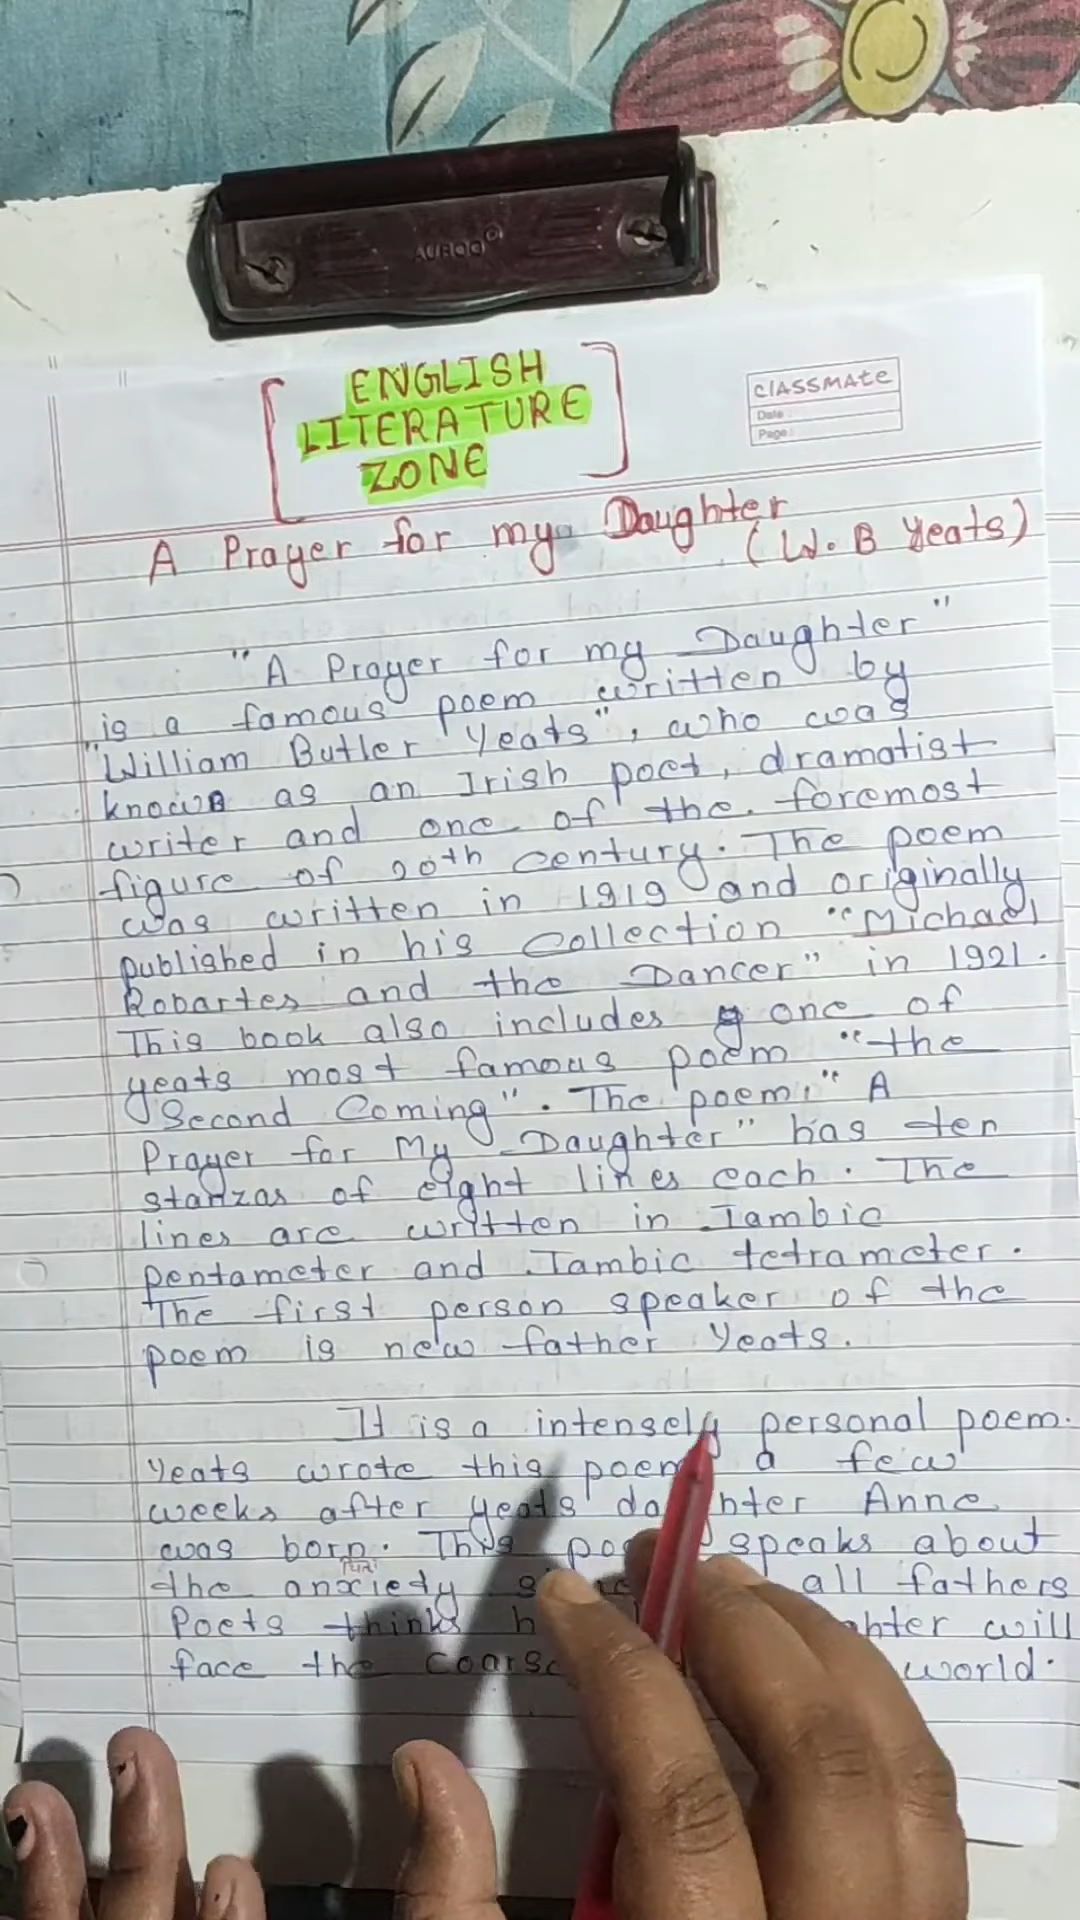 AUROO
ENGLISH
LITERATURE
ZONE
CLASSMATE
Date :
Page :
A Prayer for my Daughter
(W. B Yeats)
"A Prayer for my Daughter"
is a famous poem written by
"William Butler Yeats", who was
known as an Irish poet, dramatist
writer and one of the foremost
figure of 20th century. The poem
was written in 1919 and originally
published in his collection "Michael
Robartes and the Dancer" in 1921.
This book also includes one of
yeats most famous poem "the
Second Coming". The poem, "A
Prayer for My Daughter" has ten
stanzas of eight lines each. The
lines are written in Iambic
pentameter and Iambic tetrameter.
The first person speaker of the
poem is new father Yeats.
It is a intensely personal poem.
Yeats wrote this poem a few
weeks after yeats da hter Anne
was born. This po speaks about
the anxiety all fathers
Poets thinks h hter will
face the coarse world.